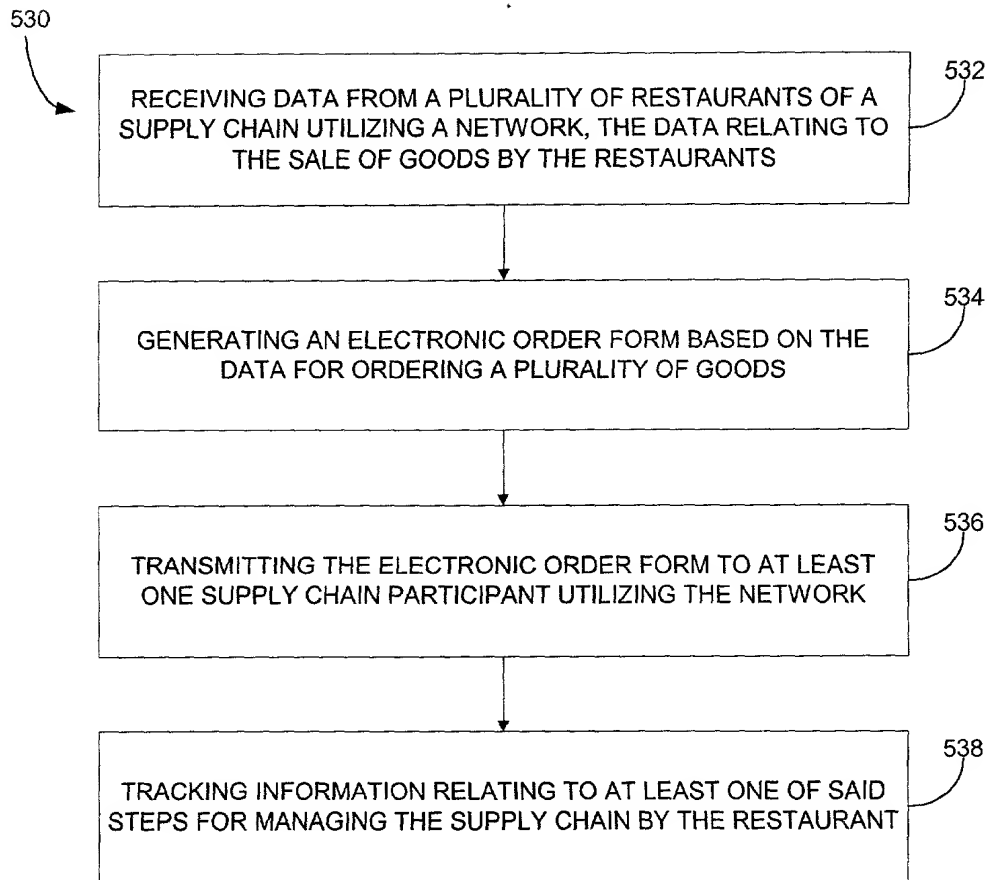 530
RECEIVING DATA FROM A PLURALITY OF RESTAURANTS OF A
SUPPLY CHAIN UTILIZING A NETWORK, THE DATA RELATING TO
THE SALE OF GOODS BY THE RESTAURANTS
532
GENERATING AN ELECTRONIC ORDER FORM BASED ON THE
DATA FOR ORDERING A PLURALITY OF GOODS
534
TRANSMITTING THE ELECTRONIC ORDER FORM TO AT LEAST
ONE SUPPLY CHAIN PARTICIPANT UTILIZING THE NETWORK
536
TRACKING INFORMATION RELATING TO AT LEAST ONE OF SAID
STEPS FOR MANAGING THE SUPPLY CHAIN BY THE RESTAURANT
538